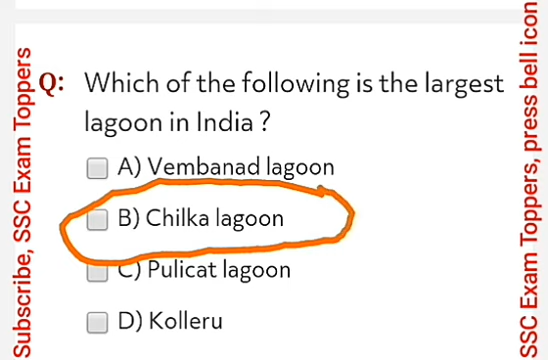 Subscribe, SSC Exam Toppers
Q: Which of the following is the largest
lagoon in India ?
A) Vembanad lagoon
B) Chilka lagoon
C) Pulicat lagoon
D) Kolleru
SSC Exam Toppers, press bell icon